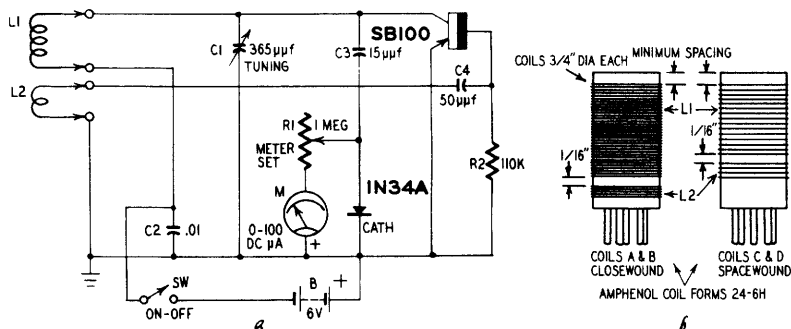 L1
L2
C1
365µµf
TUNING
C3
15µµf
SB100
C4
50µµf
R1
1 MEG
METER
SET
M
0-100
DC µA
+
1N34A
CATH
R2
110K
C2
.01
SW
ON-OFF
B
+
6V
a
COILS 3/4" DIA EACH
MINIMUM SPACING
L1
1/16"
1/16"
L2
COILS A & B
CLOSEWOUND
COILS C & D
SPACEWOUND
AMPHENOL COIL FORMS 24-6H
b